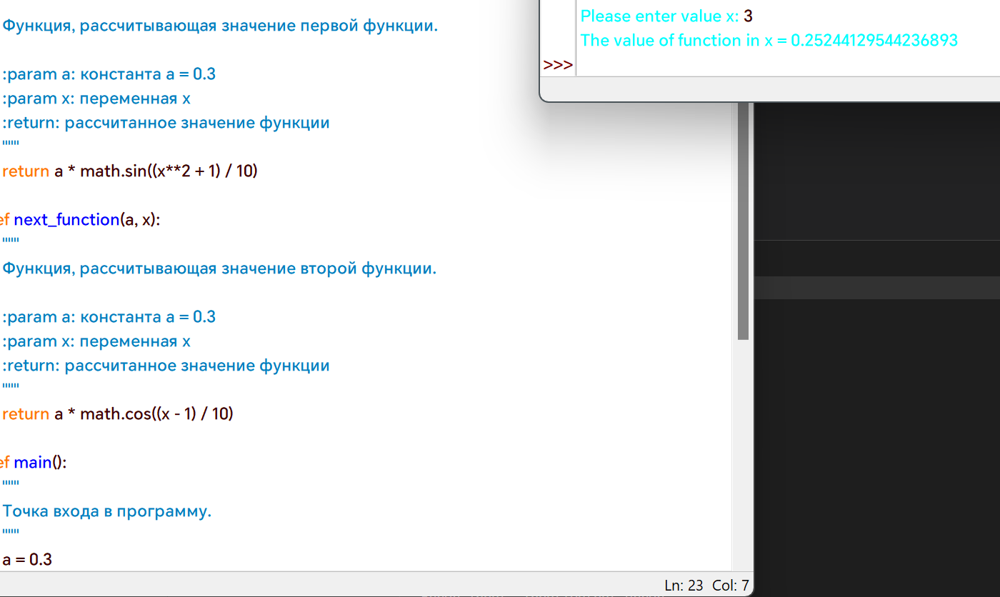 Функция, рассчитывающая значение первой функции.
:param a: константа a = 0.3
:param x: переменная x
:return: рассчитанное значение функции
"""
return a * math.sin((x**2 + 1) / 10)
ef next_function(a, x):
"""
Функция, рассчитывающая значение второй функции.
:param a: константа a = 0.3
:param x: переменная x
:return: рассчитанное значение функции
"""
return a * math.cos((x - 1) / 10)
ef main():
"""
Точка входа в программу.
"""
a = 0.3
Ln: 23 Col: 7
Please enter value x: 3
The value of function in x = 0.25244129544236893
>>>